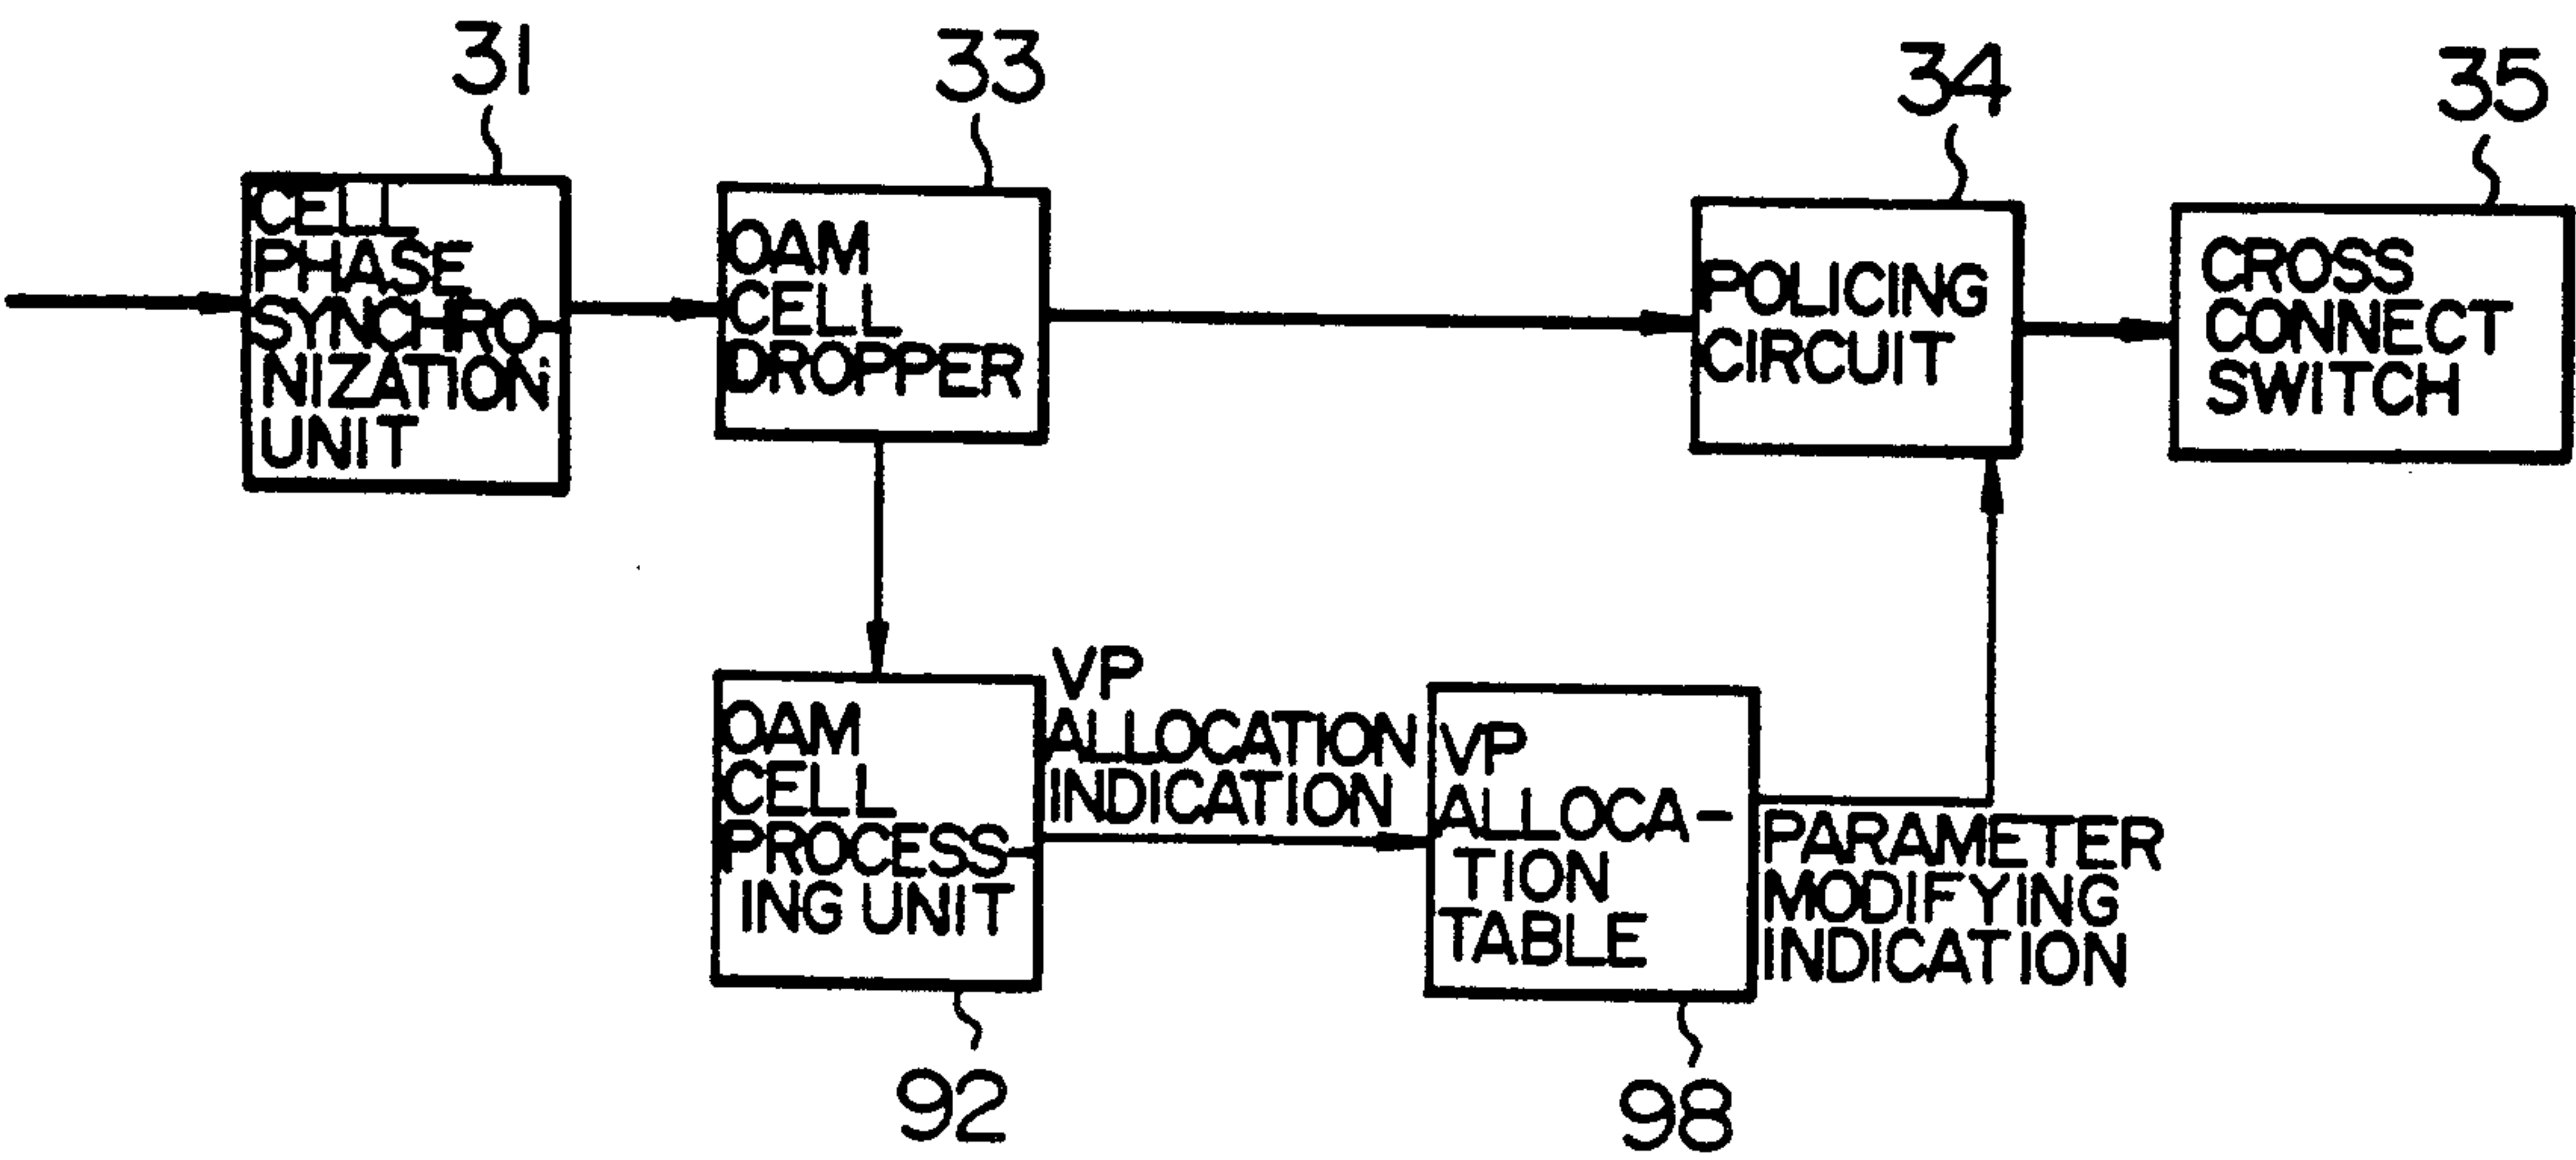 31
33
34
35
CELL
PHASE
SYNCHRO-
NIZATION
UNIT
OAM
CELL
DROPPER
POLICING
CIRCUIT
CROSS
CONNECT
SWITCH
OAM
CELL
PROCESS-
ING UNIT
VP
ALLOCATION
INDICATION
VP
ALLOCA-
TION
TABLE
PARAMETER
MODIFYING
INDICATION
92
98